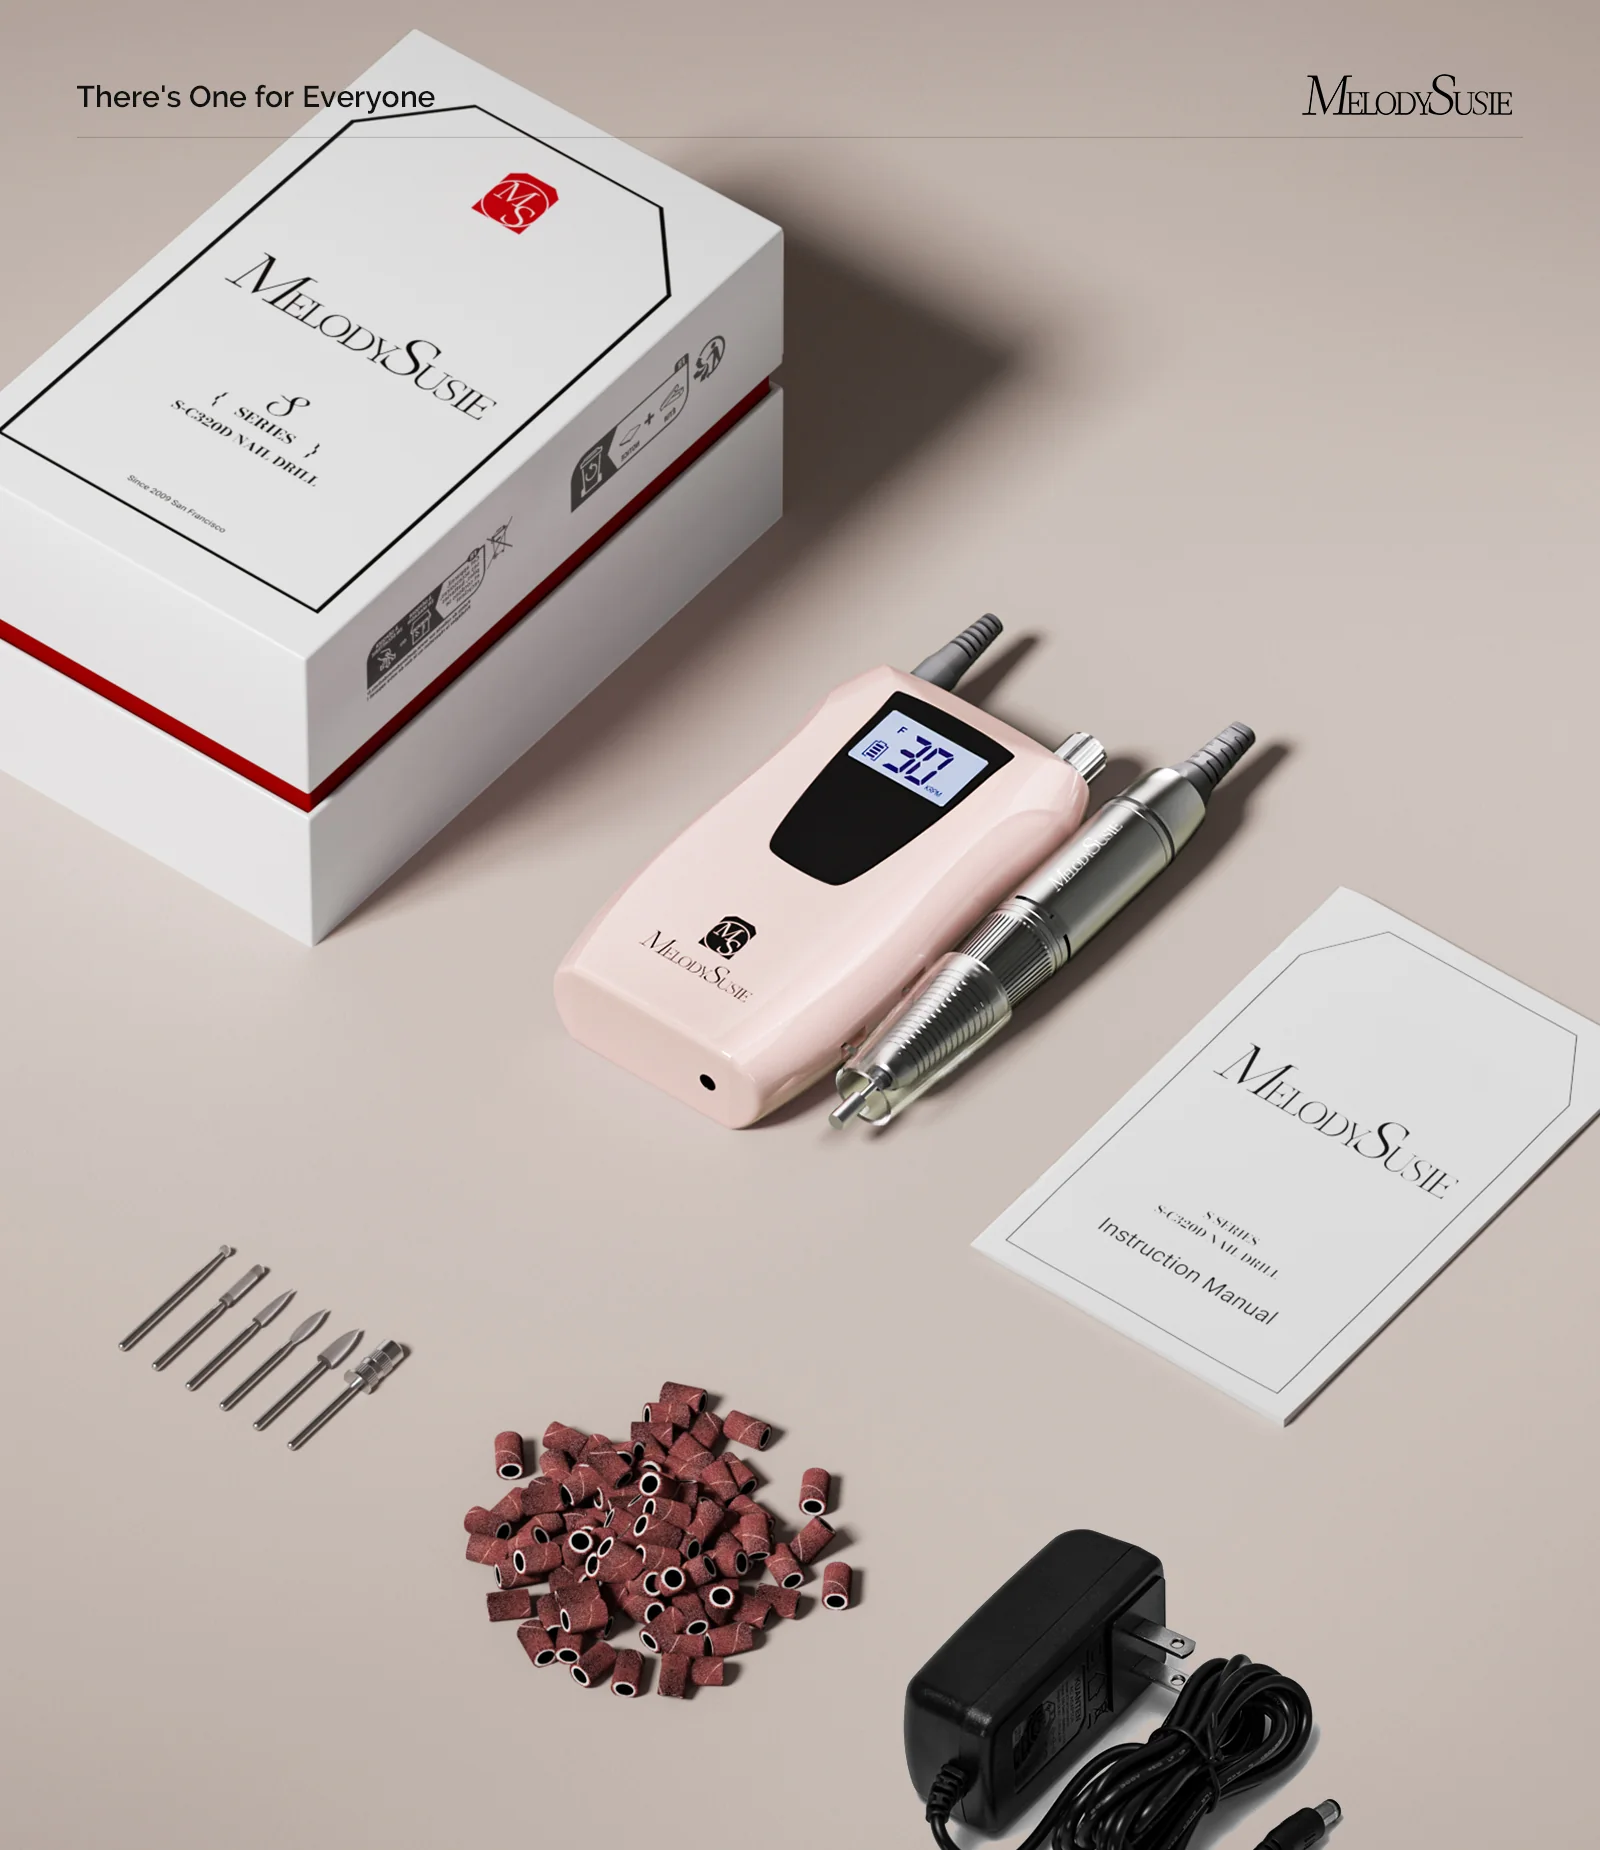 There's One for Everyone
MELODYSUSIE
MS
MELODYSUSIE
S
{ SERIES }
S-C320D NAIL DRILL
Since 2009 San Francisco
F
30
KRPM
MELODYSUSIE
MS
MELODYSUSIE
MELODYSUSIE
S SERIES
S-C320D NAIL DRILL
Instruction Manual